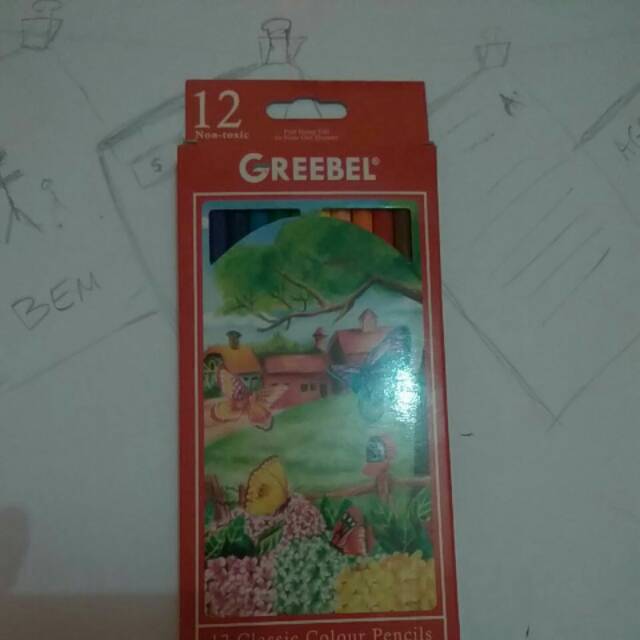 12
Non-toxic
GREEBEL®
BEM
S
12 Classic Colour Pencils